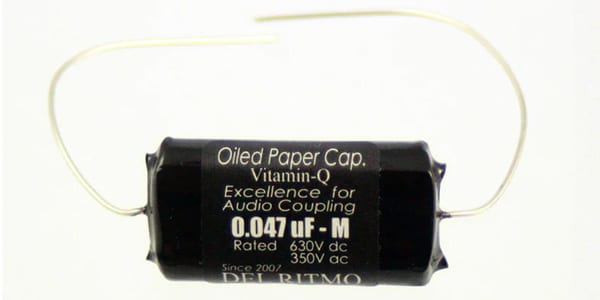 Oiled Paper Cap.
Vitamin-Q
Excellence for
Audio Coupling
0.047 uF - M
Rated 630V dc
350V ac
Since 2007
DEL RITMO